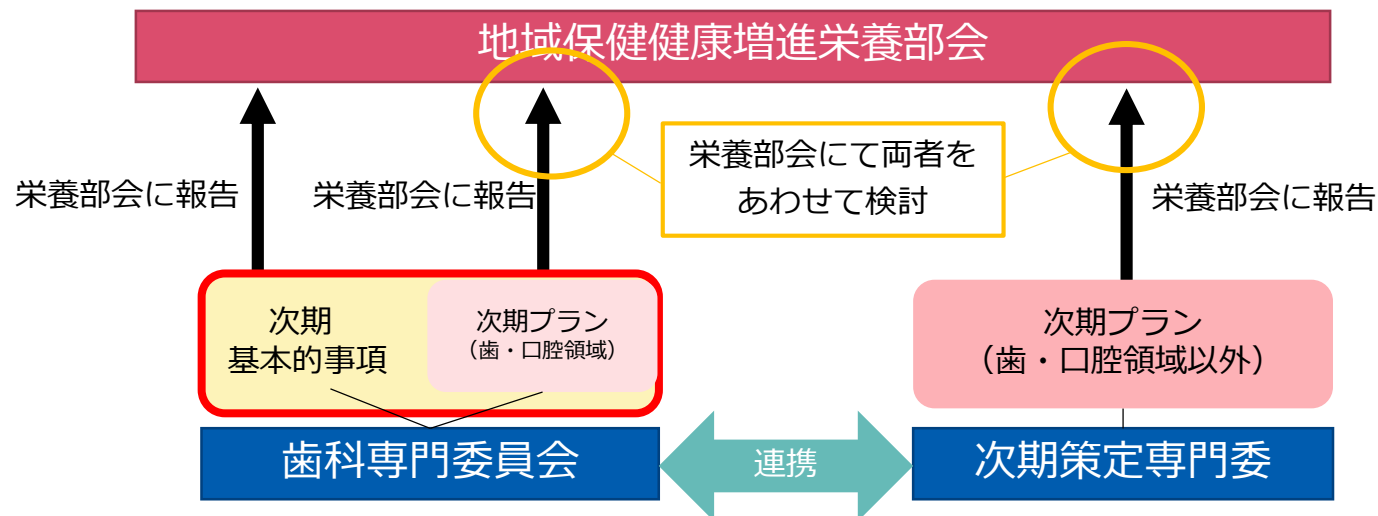 地域保健健康増進栄養部会
栄養部会にて両者を
あわせて検討
栄養部会に報告
栄養部会に報告
栄養部会に報告
次期
基本的事項
次期プラン
（歯・口腔領域）
次期プラン
（歯・口腔領域以外）
歯科専門委員会
連携
次期策定専門委